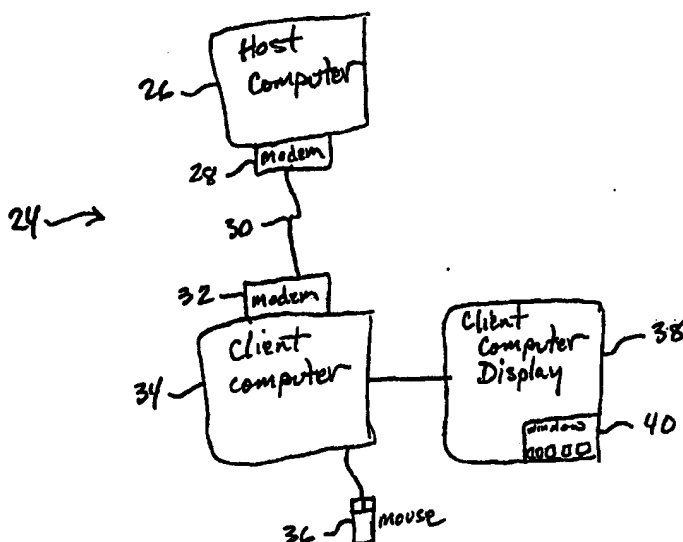 Host
Computer
26
modem
28
24
30
32
modem
Client
computer
34
Client
Computer
Display
38
window
40
36
mouse